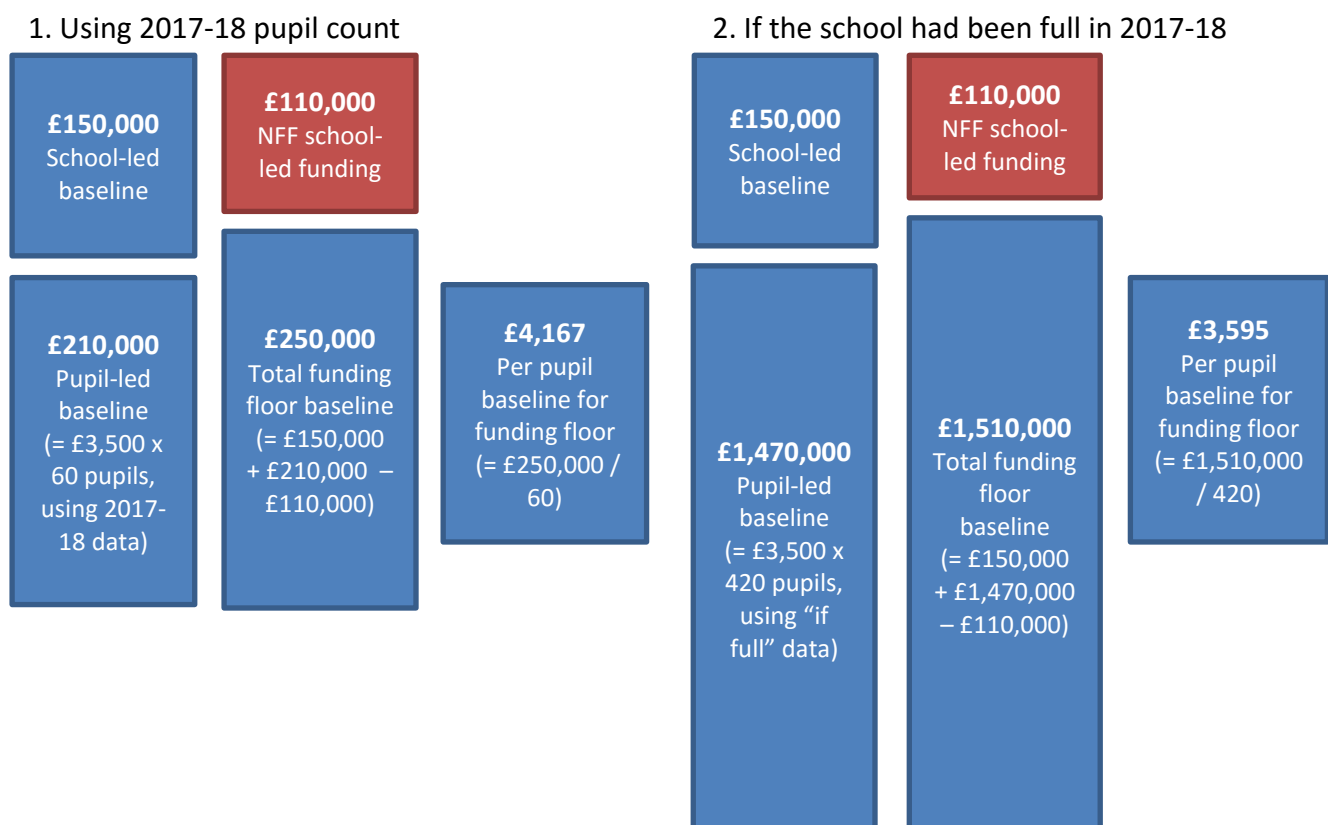 1. Using 2017-18 pupil count
£150,000
School-led
baseline
£110,000
NFF school-
led funding
£210,000
Pupil-led
baseline
(= £3,500 x
60 pupils,
using 2017-
18 data)
£250,000
Total funding
floor baseline
(= £150,000
+ £210,000 –
£110,000)
£4,167
Per pupil
baseline for
funding floor
(= £250,000 /
60)
2. If the school had been full in 2017-18
£150,000
School-led
baseline
£110,000
NFF school-
led funding
£1,470,000
Pupil-led
baseline
(= £3,500 x
420 pupils,
using “if
full” data)
£1,510,000
Total funding
floor
baseline
(= £150,000
+ £1,470,000
– £110,000)
£3,595
Per pupil
baseline for
funding floor
(= £1,510,000
/ 420)